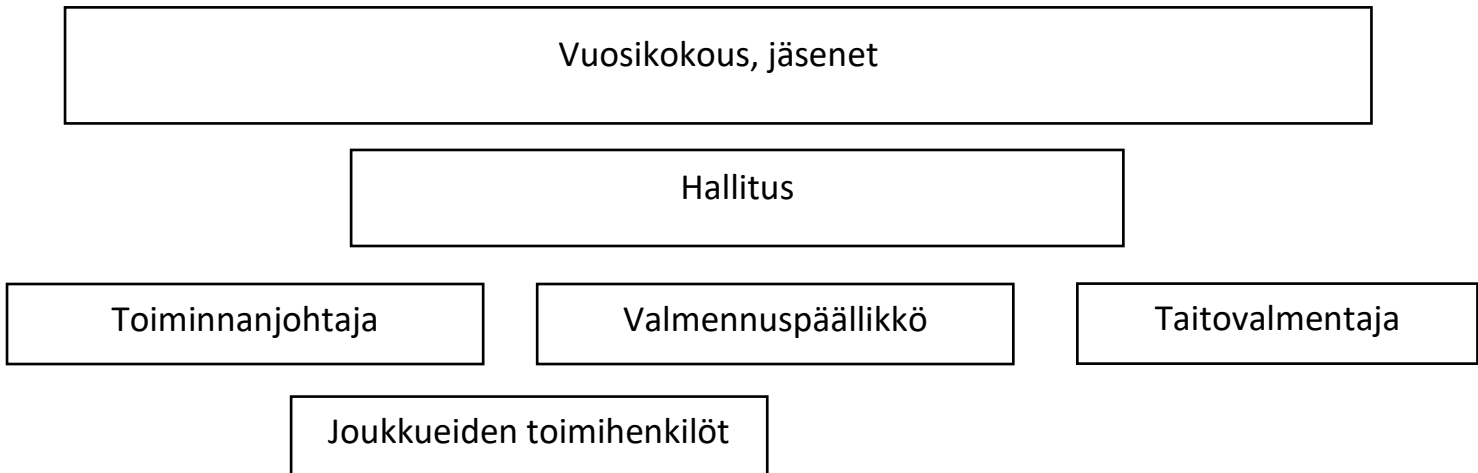 Vuosikokous, jäsenet
Hallitus
Toiminnanjohtaja
Valmennuspäällikkö
Taitovalmentaja
Joukkueiden toimihenkilöt